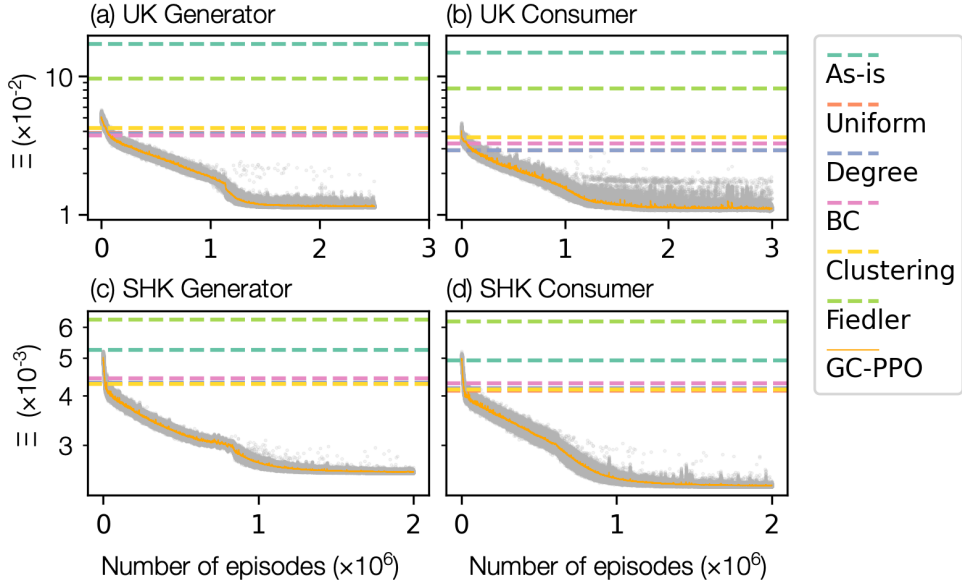 (a) UK Generator
(b) UK Consumer
Ξ (×10⁻²)
10
1
0 1 2 3
0 1 2 3
(c) SHK Generator
(d) SHK Consumer
Ξ (×10⁻³)
6
5
4
3
0 1 2
0 1 2
Number of episodes (×10⁶)
Number of episodes (×10⁶)
As-is
Uniform
Degree
BC
Clustering
Fiedler
GC-PPO